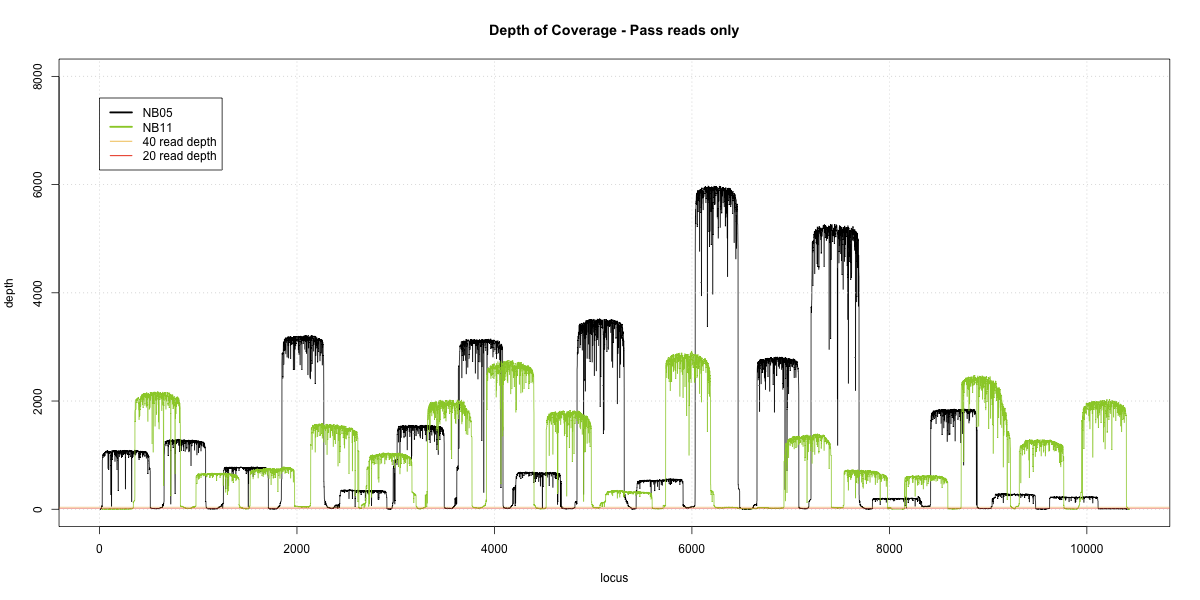 Depth of Coverage - Pass reads only
8000
6000
4000
2000
0
depth
NB05
NB11
40 read depth
20 read depth
0 2000 4000 6000 8000 10000
locus